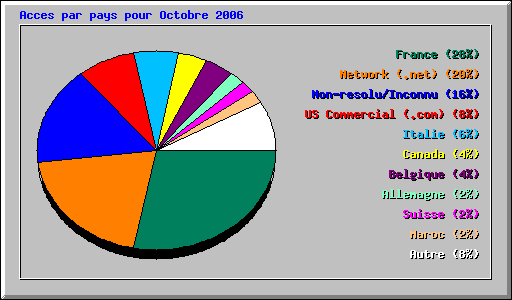 Acces par pays pour Octobre 2006
France (28%)
Network (.net) (20%)
Non-resolu/Inconnu (16%)
US Commercial (.com) (8%)
Italie (6%)
Canada (4%)
Belgique (4%)
Allemagne (2%)
Suisse (2%)
Maroc (2%)
Autre (8%)